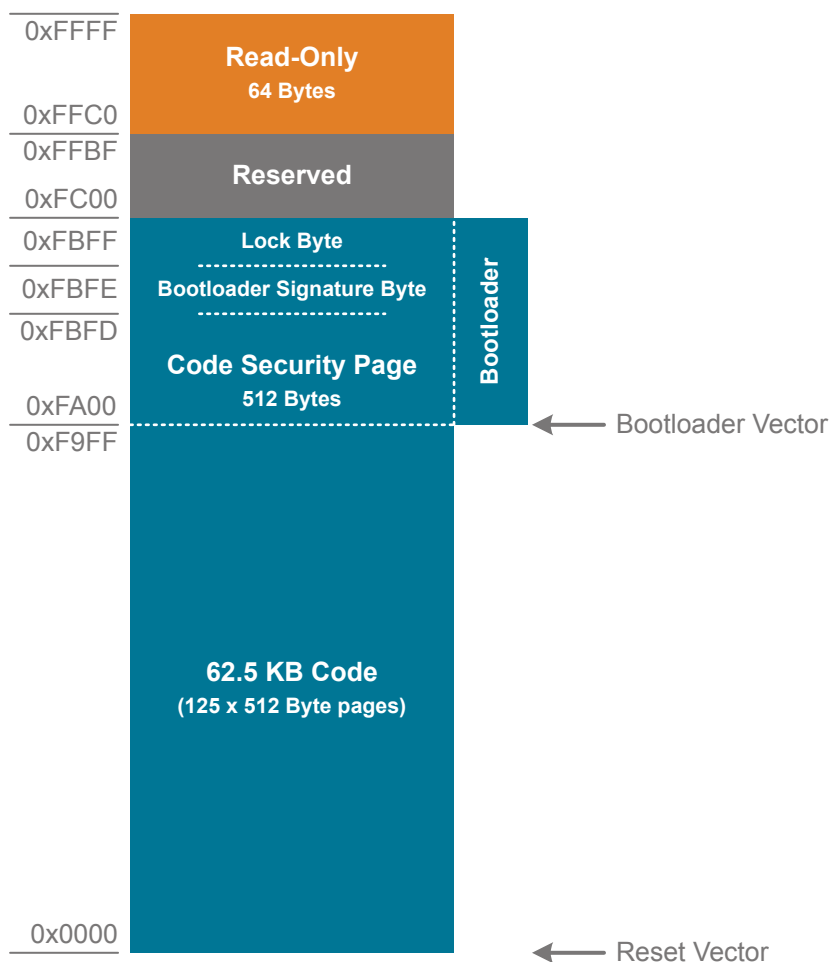 0xFFFF
Read-Only
64 Bytes
0xFFC0
0xFFBF
Reserved
0xFC00
0xFBFF
Lock Byte
0xFBFE
Bootloader Signature Byte
0xFBFD
Code Security Page
512 Bytes
Bootloader
0xFA00
Bootloader Vector
0xF9FF
62.5 KB Code
(125 x 512 Byte pages)
0x0000
Reset Vector